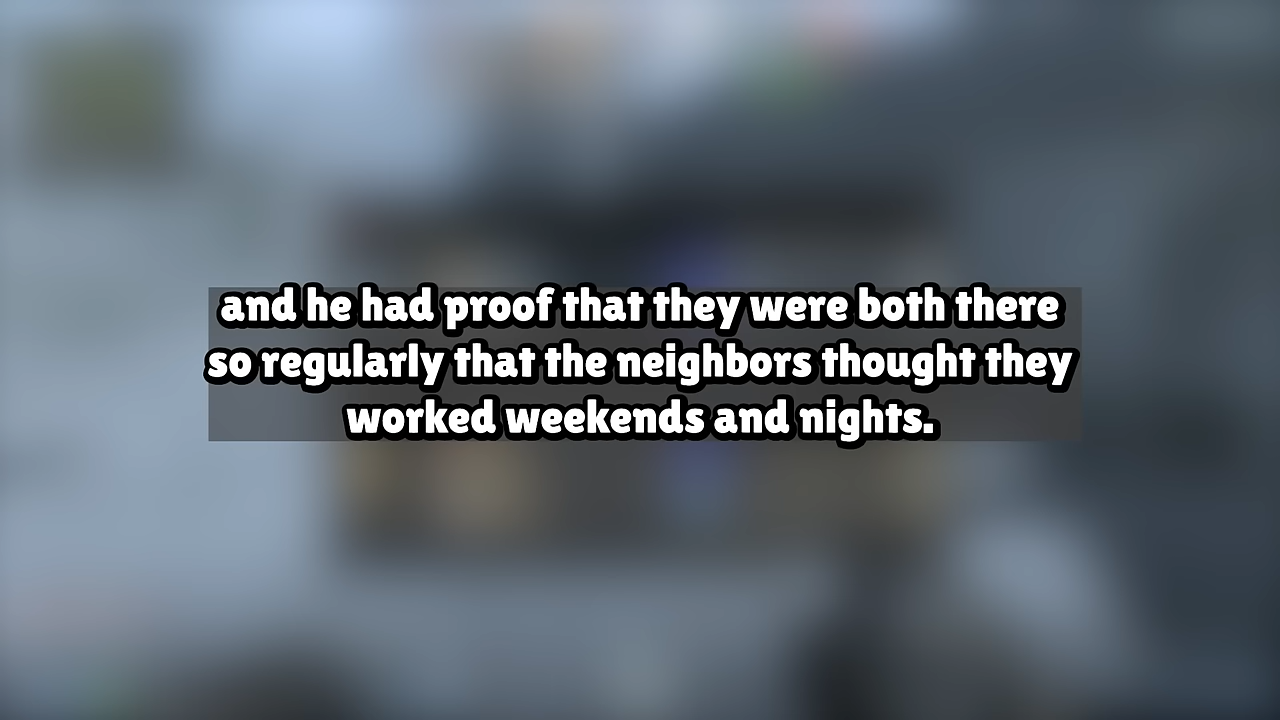 and he had proof that they were both there
so regularly that the neighbors thought they
worked weekends and nights.